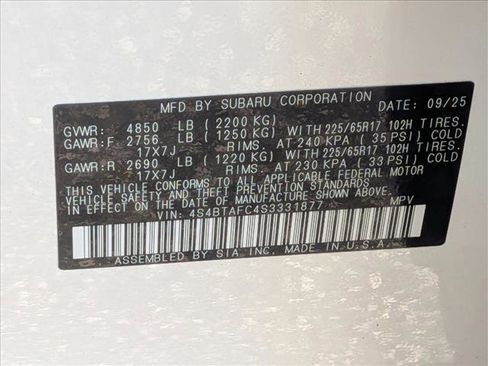 MFD BY SUBARU CORPORATION DATE: 09/25
GVWR: 4850 LB (2200 KG)
GAWR:F 2756 LB (1250 KG) WITH 225/65R17 102H TIRES.
17X7J RIMS. AT 240 KPA (35 PSI) COLD
GAWR:R 2690 LB (1220 KG) WITH 225/65R17 102H TIRES.
17X7J RIMS. AT 230 KPA (33 PSI) COLD
THIS VEHICLE CONFORMS TO ALL APPLICABLE FEDERAL MOTOR
VEHICLE SAFETY AND THEFT PREVENTION STANDARDS
IN EFFECT ON THE DATE OF MANUFACTURE SHOWN ABOVE.
VIN: 4S4BTAFC4S3331877 MPV
ASSEMBLED BY SIA INC. MADE IN U.S.A.